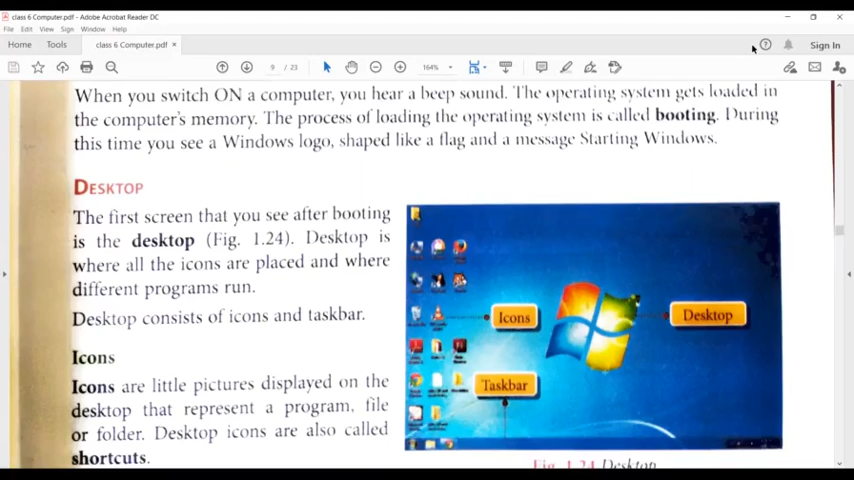 class 6 Computer.pdf - Adobe Acrobat Reader DC
File Edit View Sign Window Help
Home Tools class 6 Computer.pdf × Sign In
9 / 23 164%
When you switch ON a computer, you hear a beep sound. The operating system gets loaded in
the computer's memory. The process of loading the operating system is called booting. During
this time you see a Windows logo, shaped like a flag and a message Starting Windows.
DESKTOP
The first screen that you see after booting
is the desktop (Fig. 1.24). Desktop is
where all the icons are placed and where
different programs run.
Desktop consists of icons and taskbar.
Icons
Icons are little pictures displayed on the
desktop that represent a program, file
or folder. Desktop icons are also called
shortcuts.
Icons
Desktop
Taskbar
Fig. 1.24 Desktop